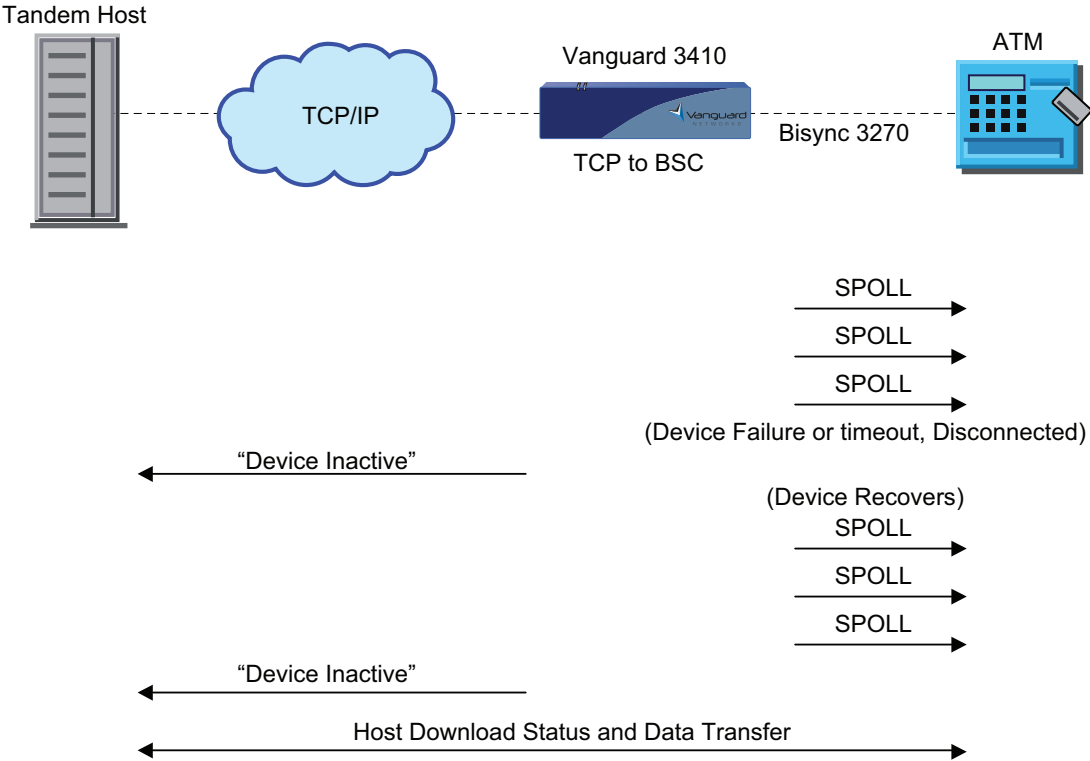 Tandem Host
Vanguard 3410
ATM
TCP/IP
Vanguard
NETWORKS
Bisync 3270
TCP to BSC
SPOLL
SPOLL
SPOLL
(Device Failure or timeout, Disconnected)
“Device Inactive”
(Device Recovers)
SPOLL
SPOLL
SPOLL
“Device Inactive”
Host Download Status and Data Transfer